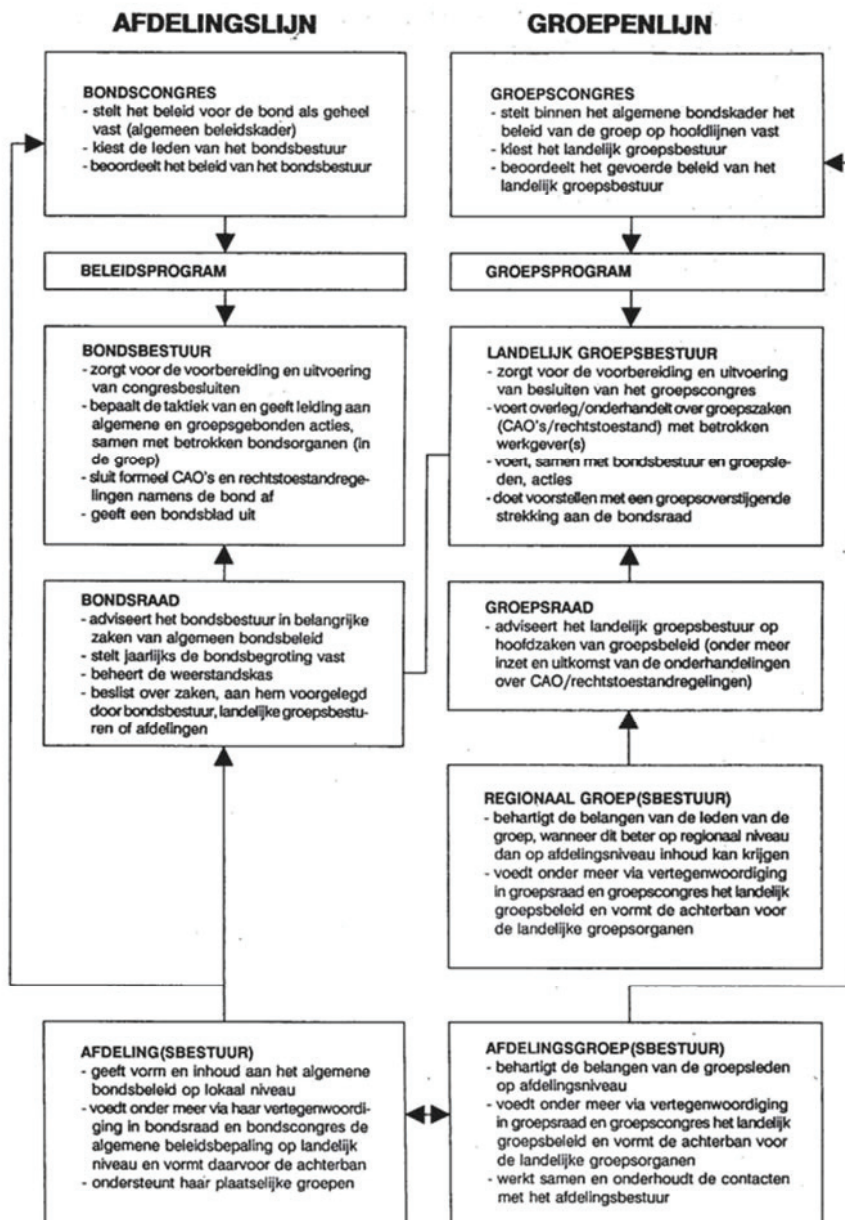 AFDELINGSLIJN
BONDSCONGRES
- stelt het beleid voor de bond als geheel
vast (algemeen beleidskader)
- kiest de leden van het bondsbestuur
- beoordeelt het beleid van het bondsbestuur
BELEIDSPROGRAM
BONDSBESTUUR
- zorgt voor de voorbereiding en uitvoering
van congresbesluiten
- bepaalt de taktiek van en geeft leiding aan
algemene en groepsgebonden acties,
samen met betrokken bondsorganen (in
de groep)
- sluit formeel CAO's en rechtstoestandrege-
lingen namens de bond af
- geeft een bondsblad uit
BONDSRAAD
- adviseert het bondsbestuur in belangrijke
zaken van algemeen bondsbeleid
- stelt jaarlijks de bondsbegroting vast
- beheert de weerstandskas
- beslist over zaken, aan hem voorgelegd
door bondsbestuur, landelijke groepsbestu-
ren of afdelingen
AFDELING(SBESTUUR)
- geeft vorm en inhoud aan het algemene
bondsbeleid op lokaal niveau
- voedt onder meer via haar vertegenwoordi-
ging in bondsraad en bondscongres de
algemene beleidsbepaling op landelijk
niveau en vormt daarvoor de achterban
- ondersteunt haar plaatselijke groepen
GROEPENLIJN
GROEPSCONGRES
- stelt binnen het algemene bondskader het
beleid van de groep op hoofdlijnen vast
- kiest het landelijk groepsbestuur
- beoordeelt het gevoerde beleid van het
landelijk groepsbestuur
GROEPSPROGRAM
LANDELIJK GROEPSBESTUUR
- zorgt voor de voorbereiding en uitvoering
van besluiten van het groepscongres
- voert overleg/onderhandelt over groepszaken
(CAO's/rechtstoestand) met betrokken
werkgever(s)
- voert, samen met bondsbestuur en groepsle-
den, acties
- doet voorstellen met een groepsoverstijgende
strekking aan de bondsraad
GROEPSRAAD
- adviseert het landelijk groepsbestuur op
hoofdzaken van groepsbeleid (onder meer
inzet en uitkomst van de onderhandelingen
over CAO/rechtstoestandregelingen)
REGIONAAL GROEP(SBESTUUR)
- behartigt de belangen van de leden van de
groep, wanneer dit beter op regionaal niveau
dan op afdelingsniveau inhoud kan krijgen
- voedt onder meer via vertegenwoordiging
in groepsraad en groepscongres het landelijk
groepsbeleid en vormt de achterban voor
de landelijke groepsorganen
AFDELINGSGROEP(SBESTUUR)
- behartigt de belangen van de groepsleden
op afdelingsniveau
- voedt onder meer via vertegenwoordiging
in groepsraad en groepscongres het landelijk
groepsbeleid en vormt de achterban voor
de landelijke groepsorganen
- werkt samen en onderhoudt de contacten
met het afdelingsbestuur